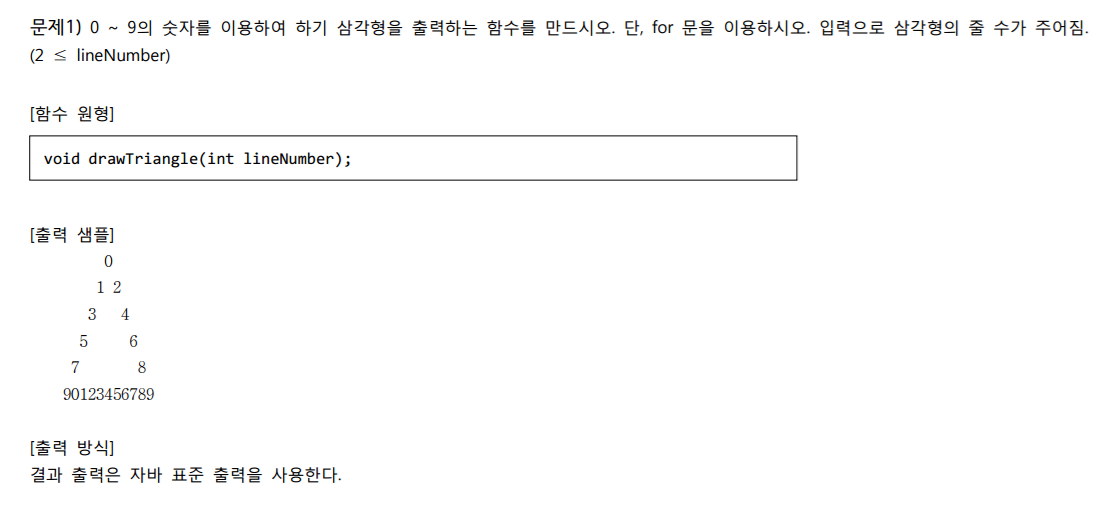 문제1) 0 ~ 9의 숫자를 이용하여 하기 삼각형을 출력하는 함수를 만드시오. 단, for 문을 이용하시오. 입력으로 삼각형의 줄 수가 주어짐.
(2 ≤ lineNumber)
[함수 원형]
void drawTriangle(int lineNumber);
[출력 샘플]
     0
    1 2
   3   4
  5     6
 7       8
90123456789
[출력 방식]
결과 출력은 자바 표준 출력을 사용한다.